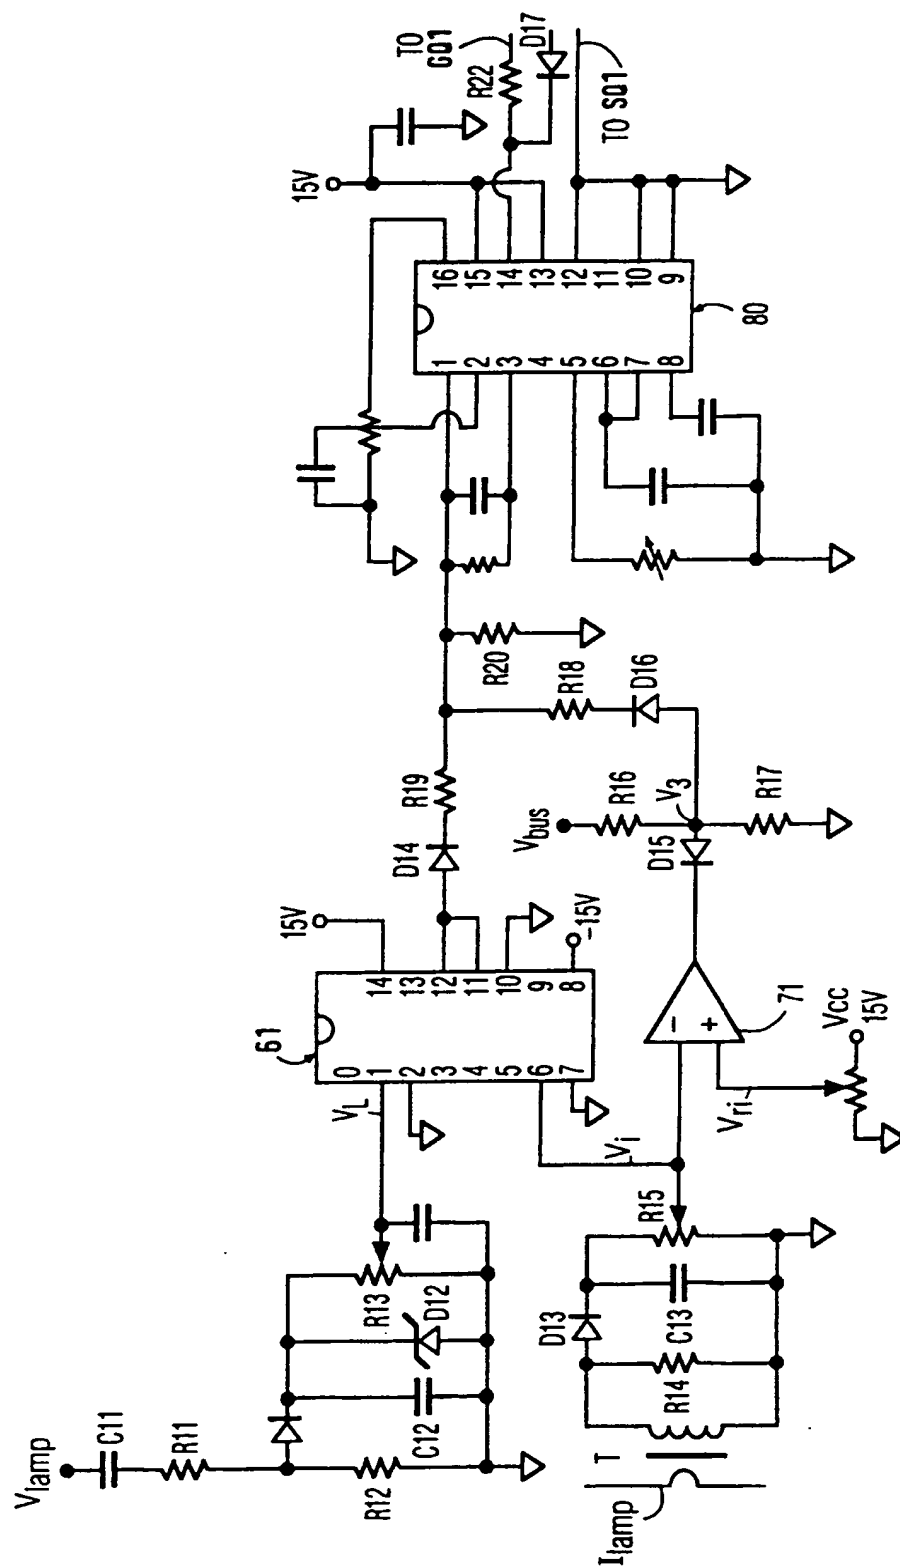 Vlamp
C11
R11
R12
C12
D12
R13
VL
61
0
1
2
3
4
5
6
7
14
13
12
11
10
9
8
15V
-15V
D14
R19
R20
R18
D16
Ilamp
T
R14
D13
C13
R15
Vi
Vri
-
+
71
Vcc
15V
D15
V3
Vbus
R16
R17
1
2
3
4
5
6
7
8
16
15
14
13
12
11
10
9
80
15V
R22
TO
GQ1
D17
TO SQ1